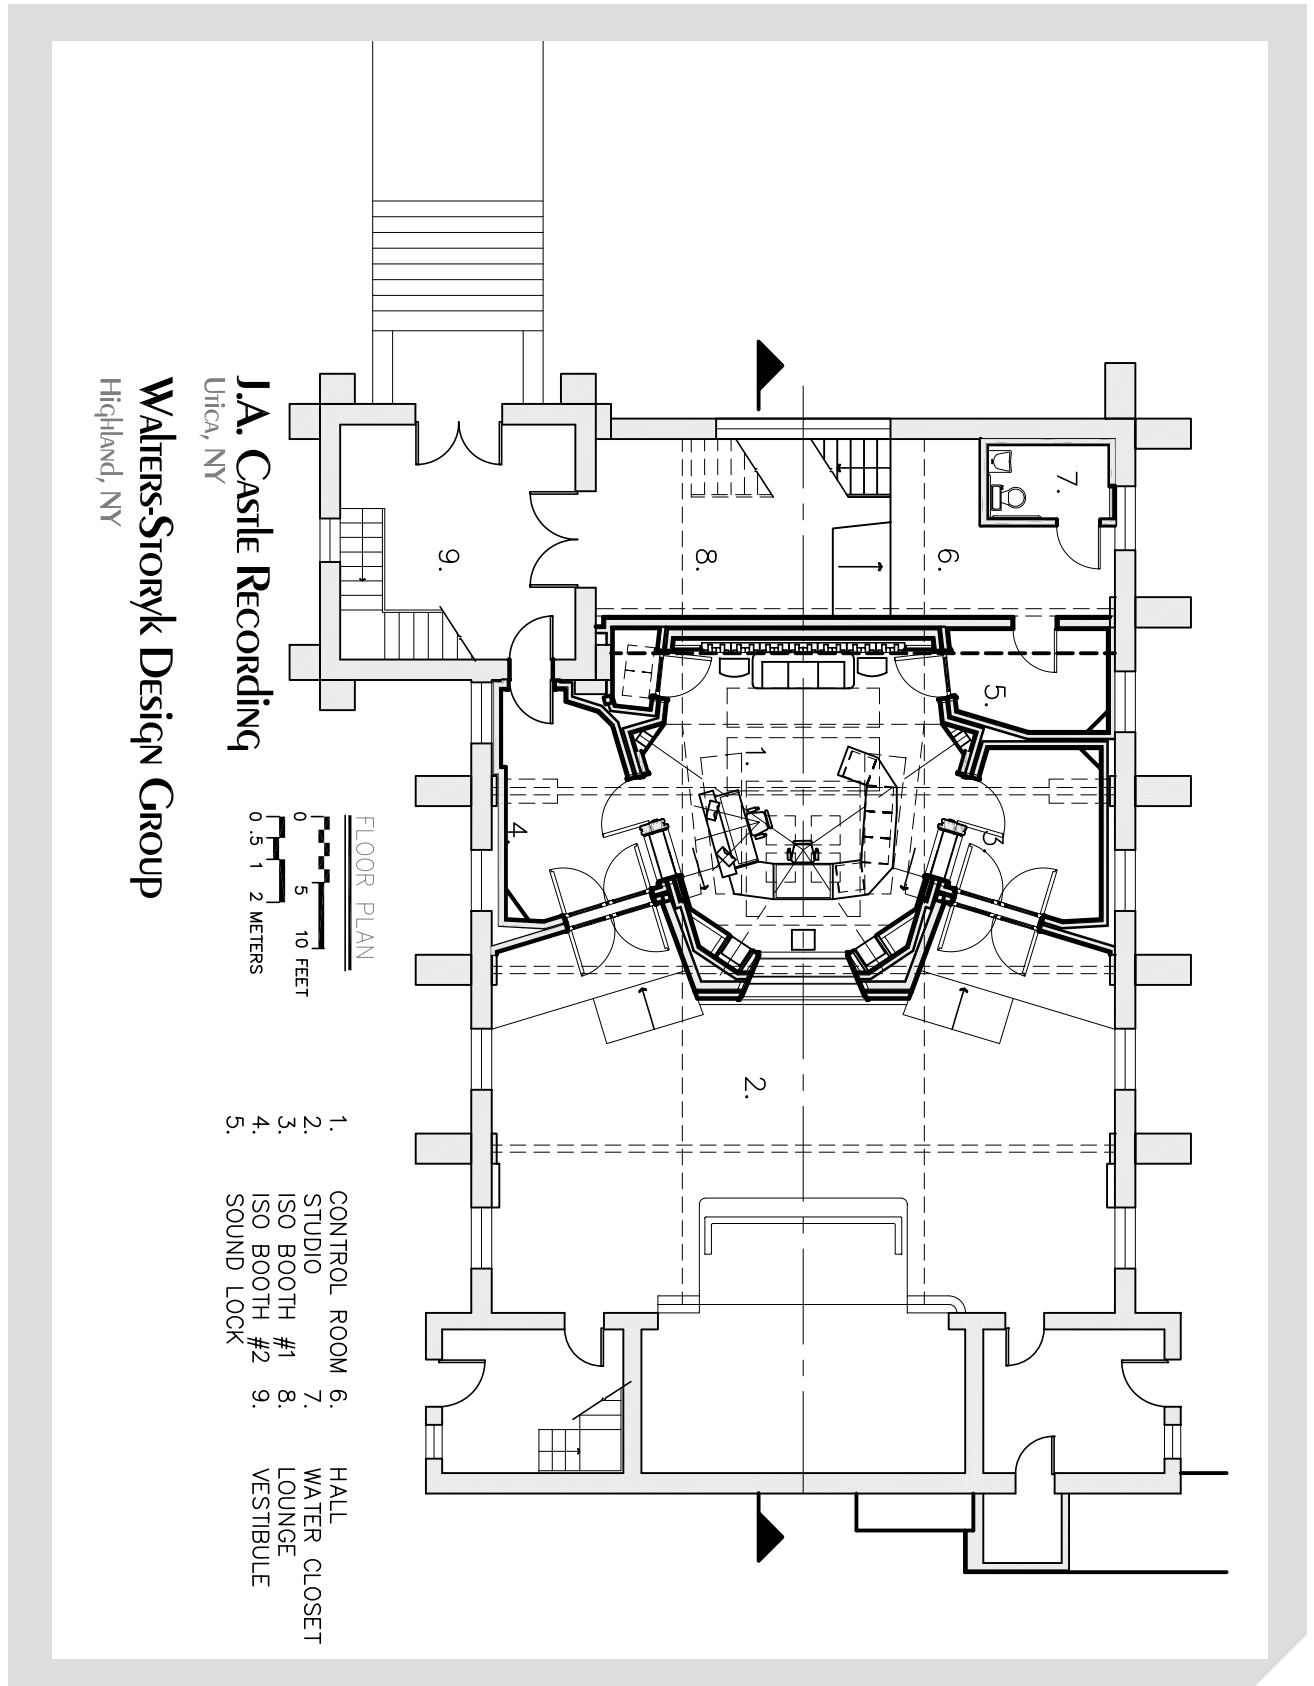 7.
5.
3.
6.
1.
2.
8.
4.
9.
FLOOR PLAN
0 5 10 FEET
0 .5 1 2 METERS
1. CONTROL ROOM 6. HALL
2. STUDIO 7. WATER CLOSET
3. ISO BOOTH #1 8. LOUNGE
4. ISO BOOTH #2 9. VESTIBULE
5. SOUND LOCK
J.A. Castle Recording
Utica, NY
Walters-Storyk Design Group
Highland, NY